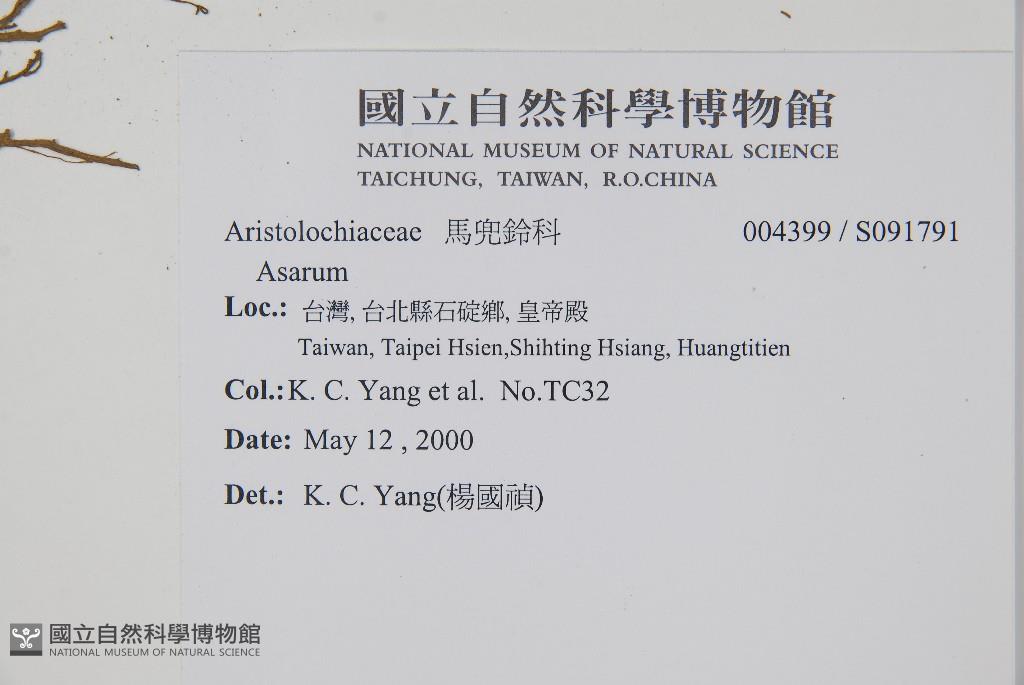 國立自然科學博物館
NATIONAL MUSEUM OF NATURAL SCIENCE
TAICHUNG, TAIWAN, R.O.CHINA
Aristolochiaceae 馬兜鈴科 004399 / S091791
Asarum
Loc.: 台灣, 台北縣石碇鄉, 皇帝殿
Taiwan, Taipei Hsien,Shihting Hsiang, Huangtitien
Col.:K. C. Yang et al. No.TC32
Date: May 12 , 2000
Det.: K. C. Yang(楊國禎)
國立自然科學博物館
NATIONAL MUSEUM OF NATURAL SCIENCE